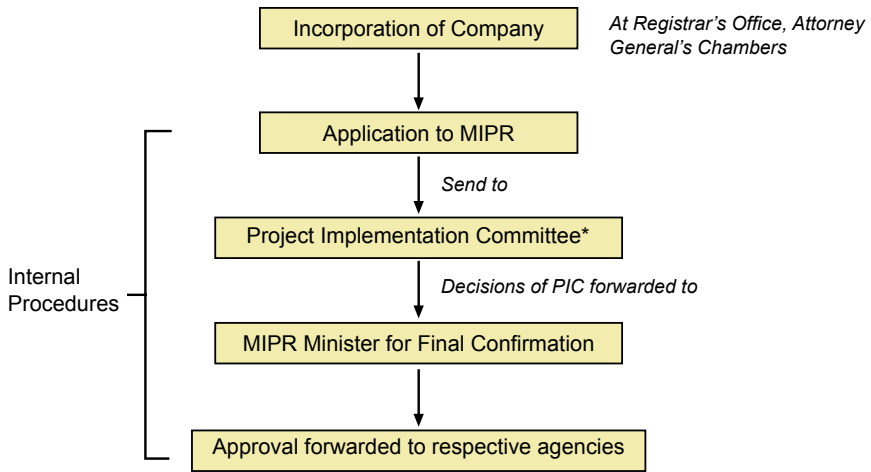 Incorporation of Company
At Registrar's Office, Attorney
General's Chambers
Application to MIPR
Send to
Project Implementation Committee*
Internal
Procedures
Decisions of PIC forwarded to
MIPR Minister for Final Confirmation
Approval forwarded to respective agencies